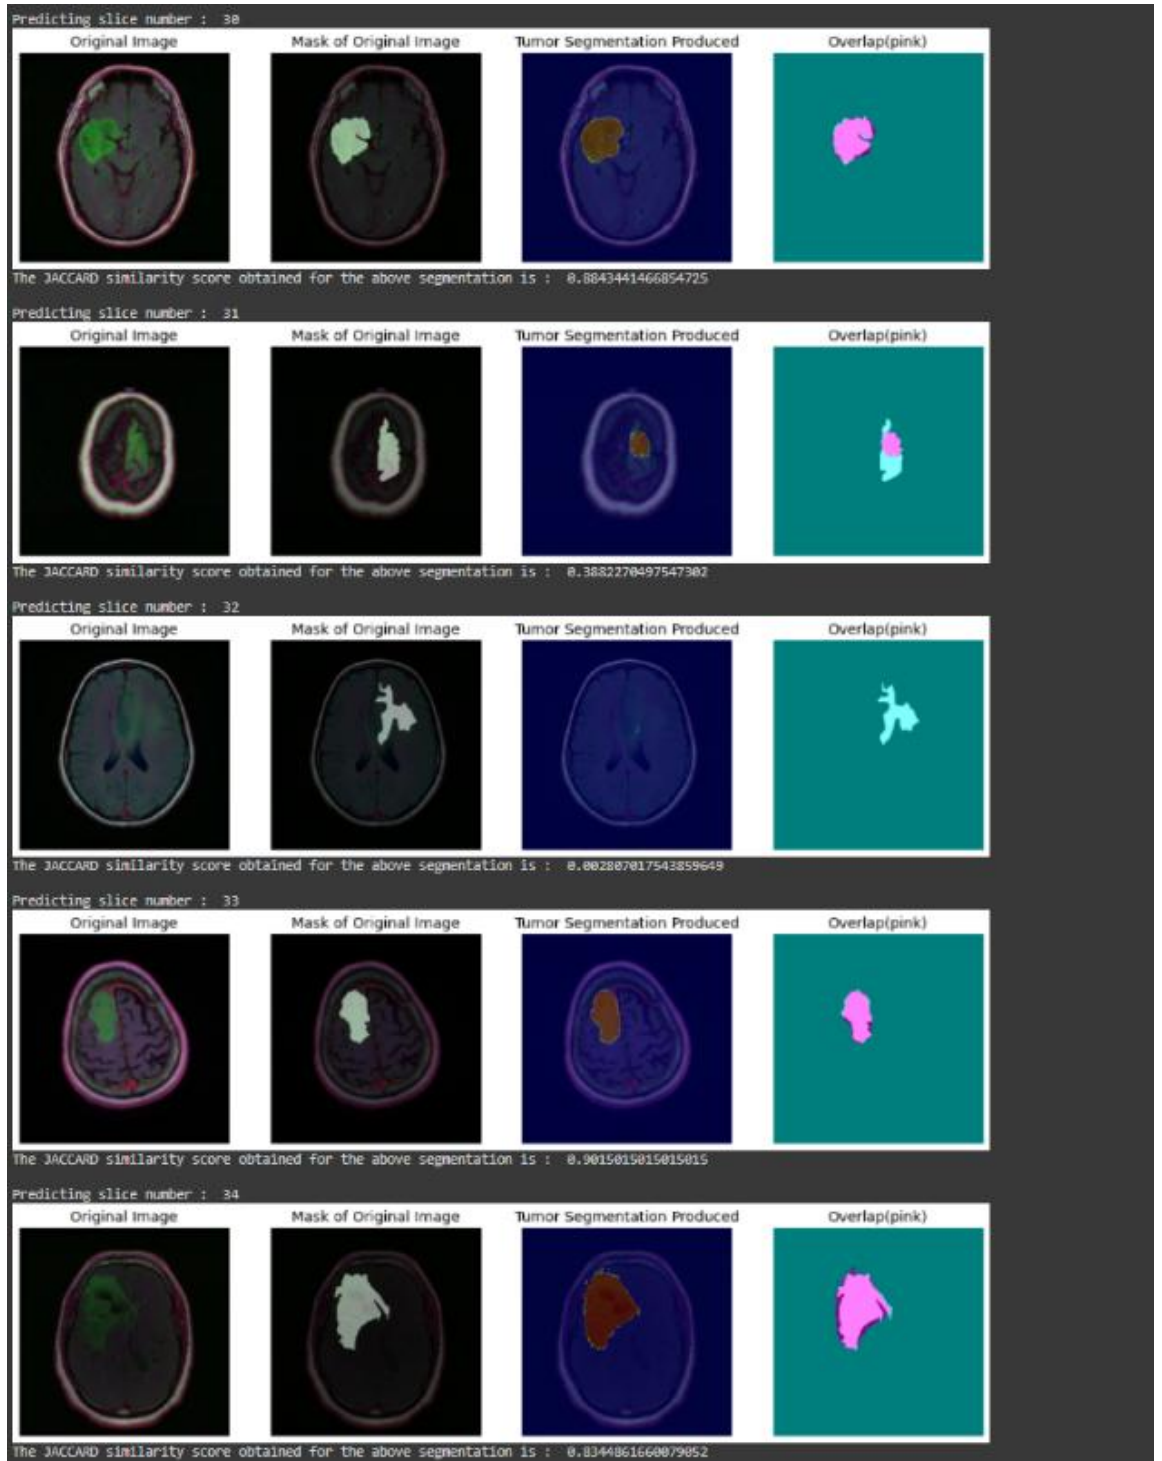 Predicting slice number :  30
Original Image Mask of Original Image Tumor Segmentation Produced Overlap(pink)
The JACCARD similarity score obtained for the above segmentation is :  0.8843441466854725
Predicting slice number :  31
Original Image Mask of Original Image Tumor Segmentation Produced Overlap(pink)
The JACCARD similarity score obtained for the above segmentation is :  0.3882270497547302
Predicting slice number :  32
Original Image Mask of Original Image Tumor Segmentation Produced Overlap(pink)
The JACCARD similarity score obtained for the above segmentation is :  0.002807017543859649
Predicting slice number :  33
Original Image Mask of Original Image Tumor Segmentation Produced Overlap(pink)
The JACCARD similarity score obtained for the above segmentation is :  0.9015015015015015
Predicting slice number :  34
Original Image Mask of Original Image Tumor Segmentation Produced Overlap(pink)
The JACCARD similarity score obtained for the above segmentation is :  0.8344861660079052